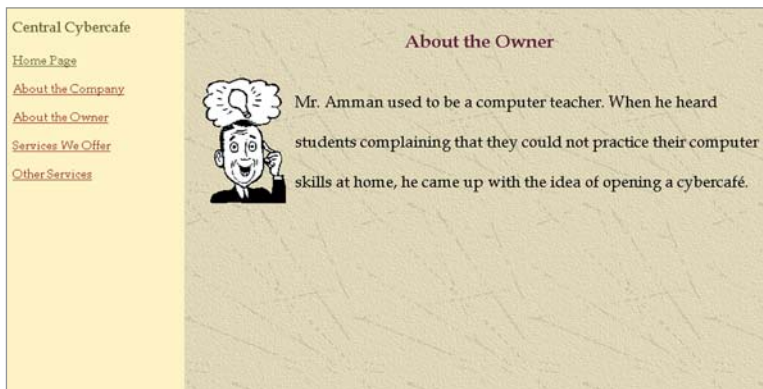 Central Cybercafe
Home Page
About the Company
About the Owner
Services We Offer
Other Services
About the Owner
Mr. Amman used to be a computer teacher. When he heard
students complaining that they could not practice their computer
skills at home, he came up with the idea of opening a cybercafé.